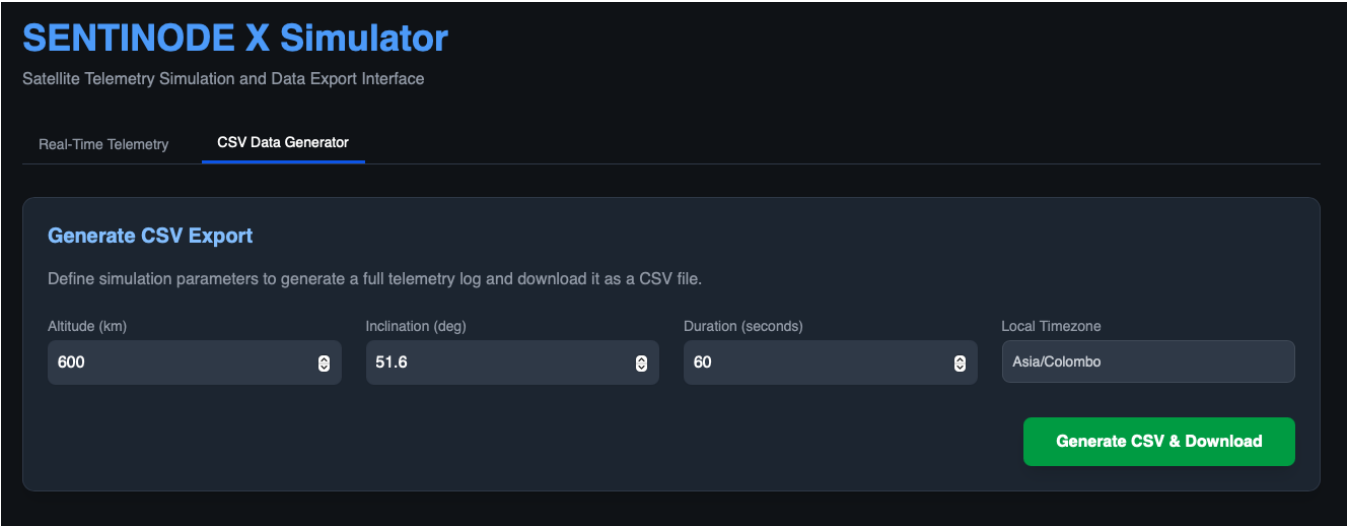 SENTINODE X Simulator
Satellite Telemetry Simulation and Data Export Interface
Real-Time Telemetry
CSV Data Generator
Generate CSV Export
Define simulation parameters to generate a full telemetry log and download it as a CSV file.
Altitude (km)
Inclination (deg)
Duration (seconds)
Local Timezone
600
51.6
60
Asia/Colombo
Generate CSV & Download